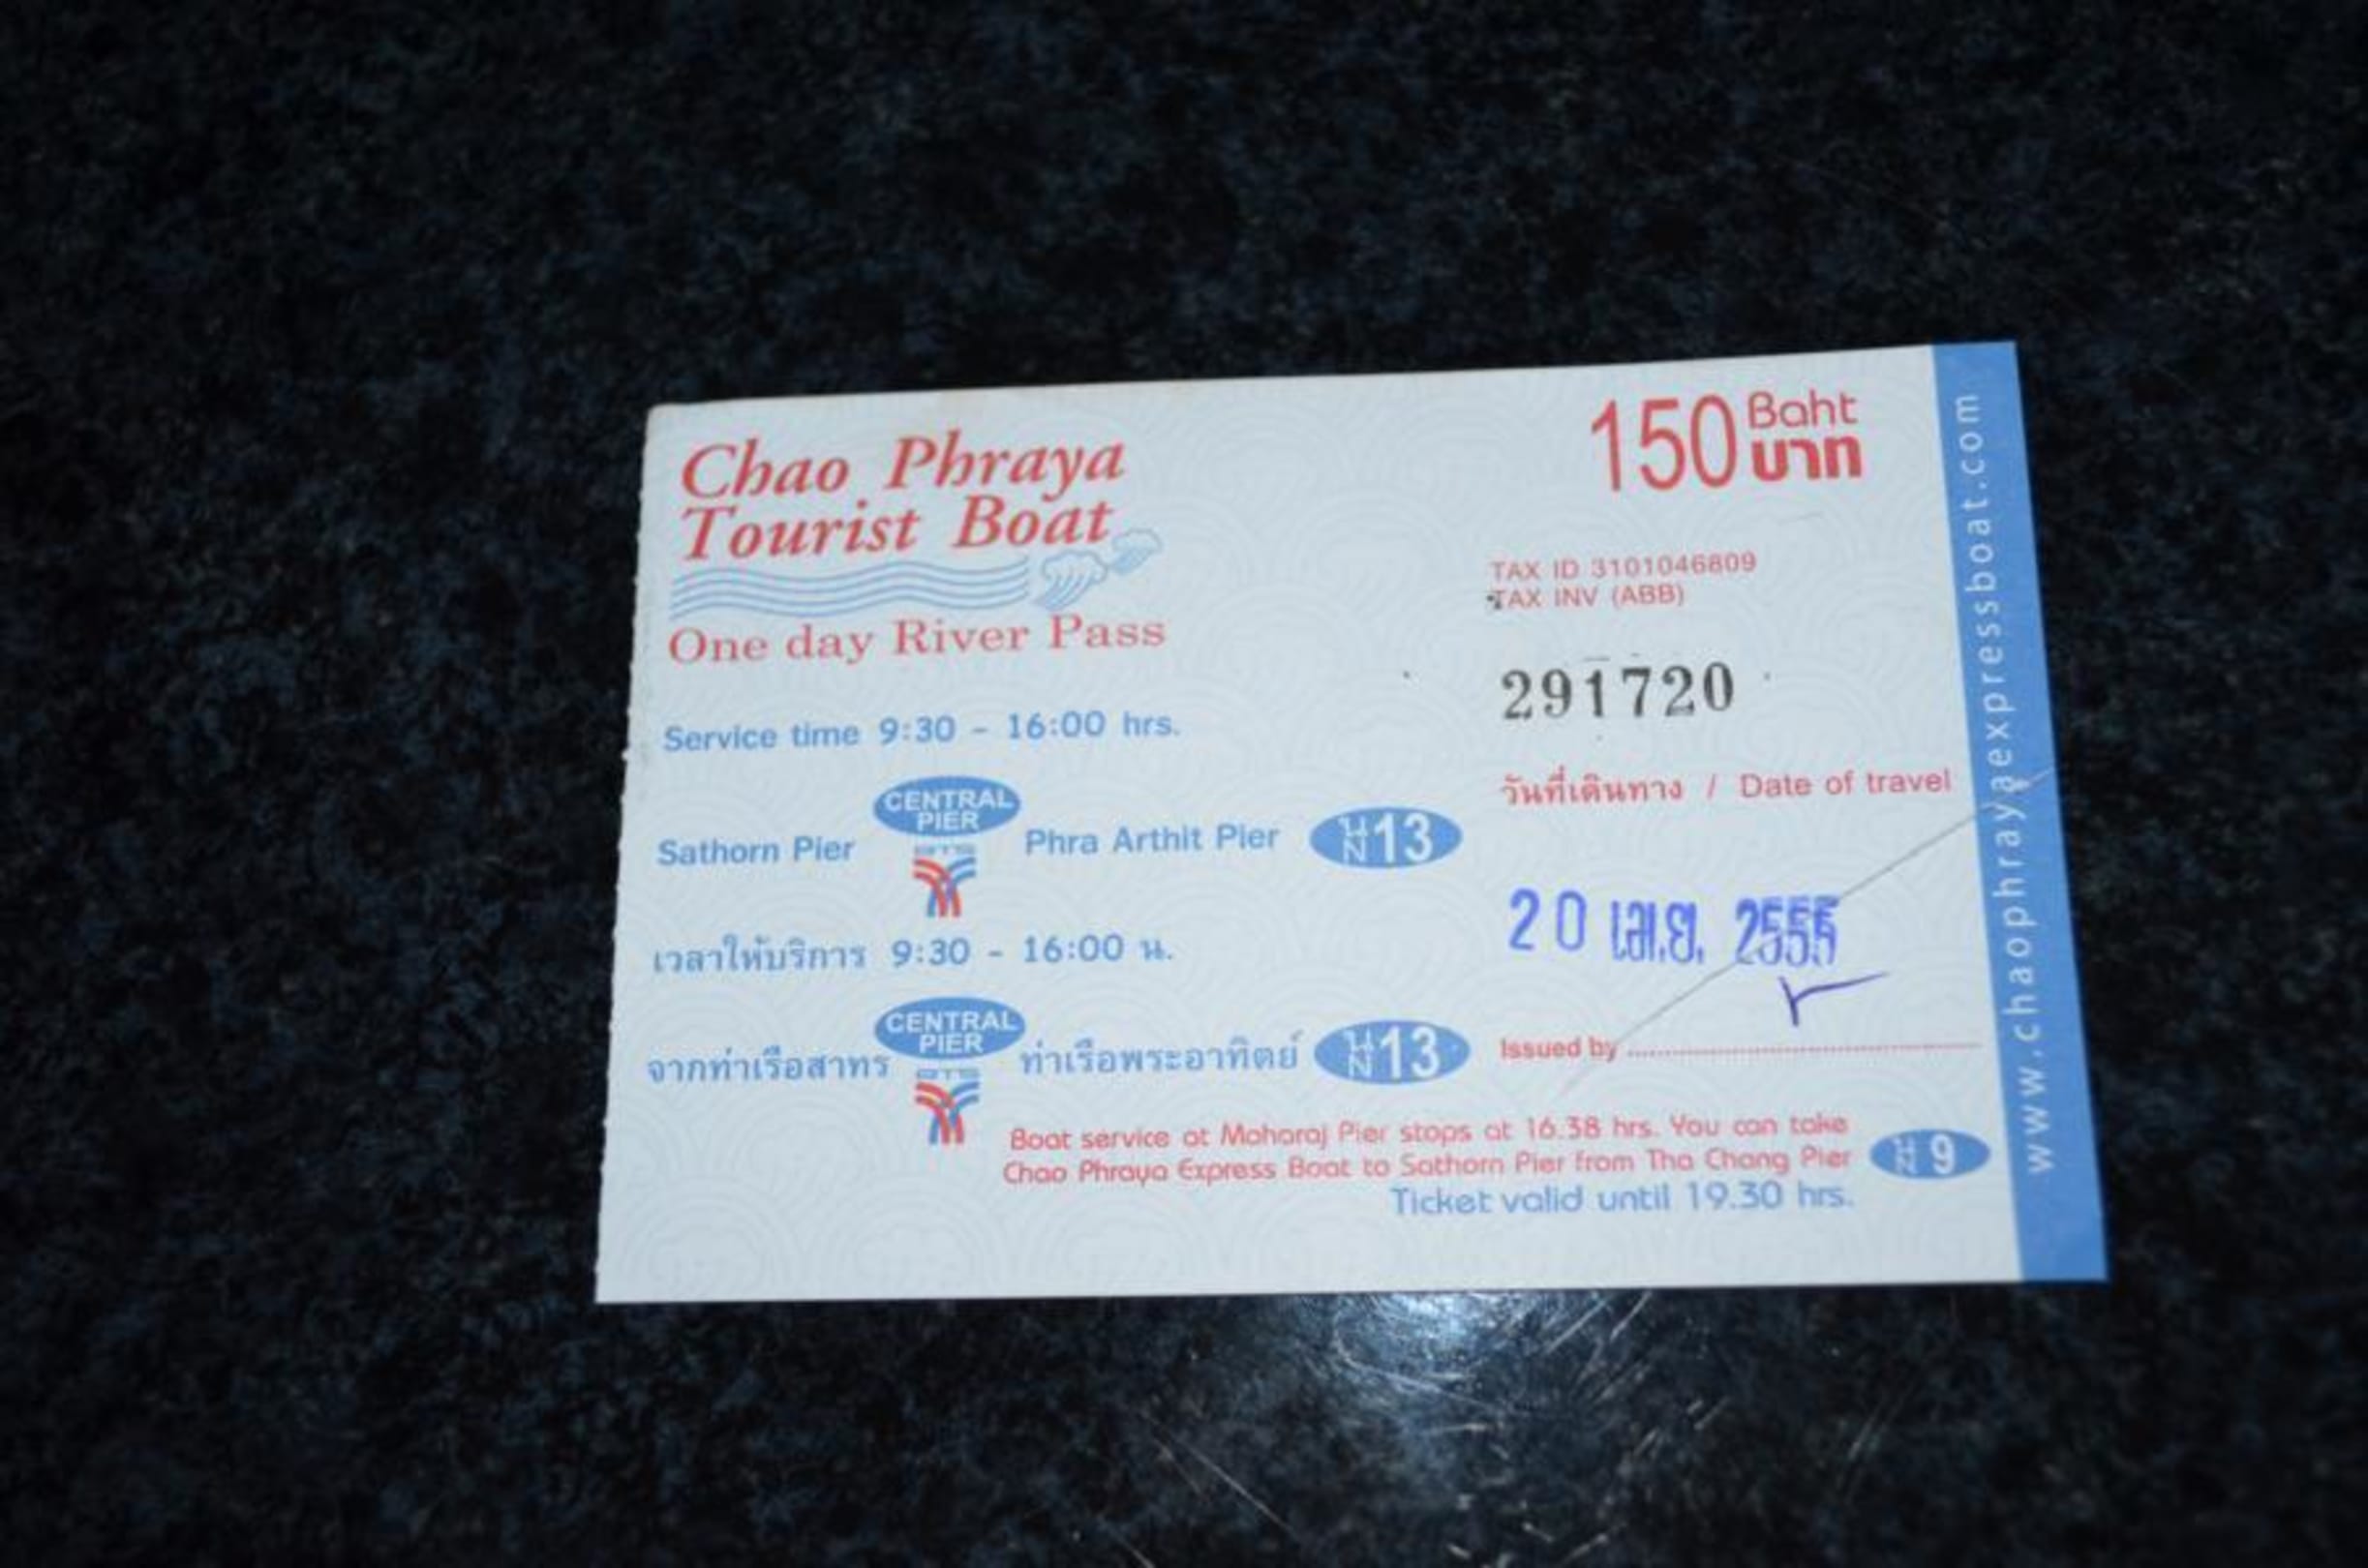 Chao Phraya
Tourist Boat
One day River Pass
150 Baht
บาท
TAX ID 3101046809
TAX INV (ABB)
291720
Service time 9:30 - 16:00 hrs.
วันที่เดินทาง / Date of travel
CENTRAL
PIER
Sathorn Pier
BTS
Phra Arthit Pier
น N 13
20 เม.ย. 2555
เวลาให้บริการ 9:30 - 16:00 น.
CENTRAL
PIER
จากท่าเรือสาทร
BTS
ท่าเรือพระอาทิตย์
น N 13
Issued by
Boat service at Maharaj Pier stops at 16.38 hrs. You can take
Chao Phraya Express Boat to Sathorn Pier from Tha Chang Pier
น N 9
Ticket valid until 19.30 hrs.
www.chaophrayaexpressboat.com